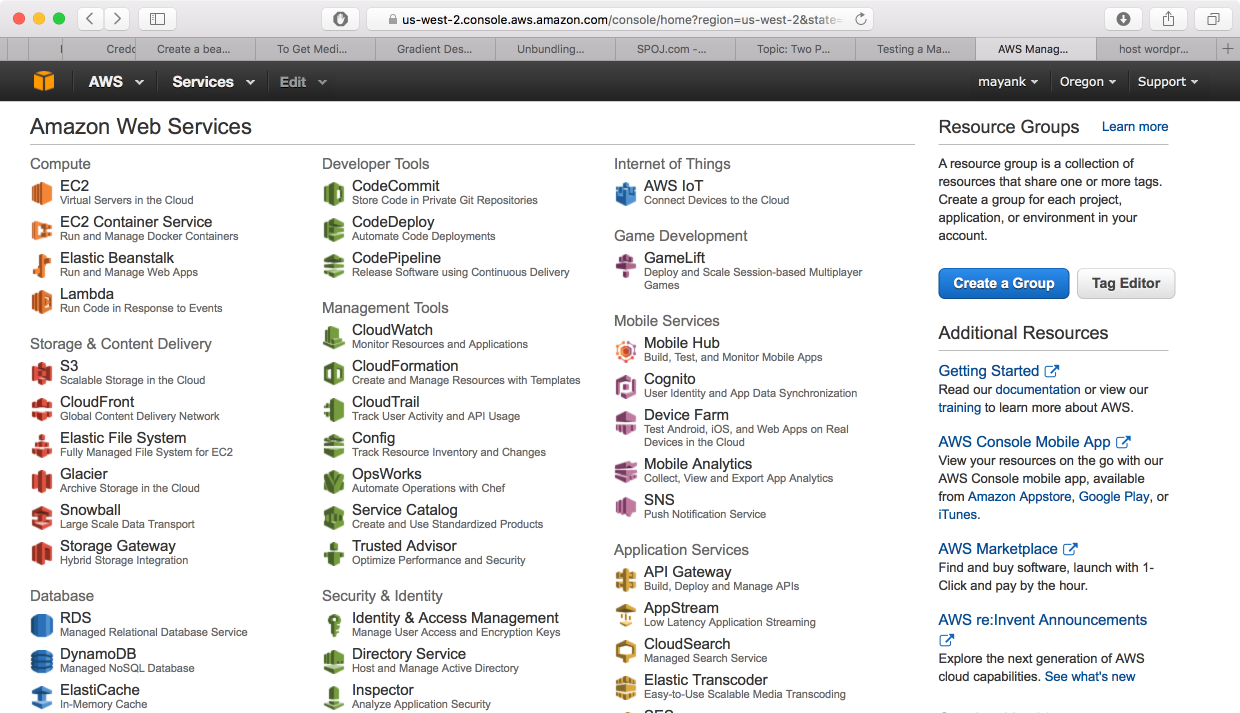 us-west-2.console.aws.amazon.com/console/home?region=us-west-2&state=
Credo
Create a bea...
To Get Medi...
Gradient Des...
Unbundling...
SPOJ.com -...
Topic: Two P...
Testing a Ma...
AWS Manag...
host wordpr...
AWS
Services
Edit
mayank
Oregon
Support
Amazon Web Services
Compute
EC2
Virtual Servers in the Cloud
EC2 Container Service
Run and Manage Docker Containers
Elastic Beanstalk
Run and Manage Web Apps
Lambda
Run Code in Response to Events
Storage & Content Delivery
S3
Scalable Storage in the Cloud
CloudFront
Global Content Delivery Network
Elastic File System
Fully Managed File System for EC2
Glacier
Archive Storage in the Cloud
Snowball
Large Scale Data Transport
Storage Gateway
Hybrid Storage Integration
Database
RDS
Managed Relational Database Service
DynamoDB
Managed NoSQL Database
ElastiCache
In-Memory Cache
Developer Tools
CodeCommit
Store Code in Private Git Repositories
CodeDeploy
Automate Code Deployments
CodePipeline
Release Software using Continuous Delivery
Management Tools
CloudWatch
Monitor Resources and Applications
CloudFormation
Create and Manage Resources with Templates
CloudTrail
Track User Activity and API Usage
Config
Track Resource Inventory and Changes
OpsWorks
Automate Operations with Chef
Service Catalog
Create and Use Standardized Products
Trusted Advisor
Optimize Performance and Security
Security & Identity
Identity & Access Management
Manage User Access and Encryption Keys
Directory Service
Host and Manage Active Directory
Inspector
Analyze Application Security
Internet of Things
AWS IoT
Connect Devices to the Cloud
Game Development
GameLift
Deploy and Scale Session-based Multiplayer
Games
Mobile Services
Mobile Hub
Build, Test, and Monitor Mobile Apps
Cognito
User Identity and App Data Synchronization
Device Farm
Test Android, iOS, and Web Apps on Real
Devices in the Cloud
Mobile Analytics
Collect, View and Export App Analytics
SNS
Push Notification Service
Application Services
API Gateway
Build, Deploy and Manage APIs
AppStream
Low Latency Application Streaming
CloudSearch
Managed Search Service
Elastic Transcoder
Easy-to-Use Scalable Media Transcoding
Resource Groups
Learn more
A resource group is a collection of
resources that share one or more tags.
Create a group for each project,
application, or environment in your
account.
Create a Group
Tag Editor
Additional Resources
Getting Started
Read our documentation or view our
training to learn more about AWS.
AWS Console Mobile App
View your resources on the go with our
AWS Console mobile app, available
from Amazon Appstore, Google Play, or
iTunes.
AWS Marketplace
Find and buy software, launch with 1-
Click and pay by the hour.
AWS re:Invent Announcements
Explore the next generation of AWS
cloud capabilities. See what's new